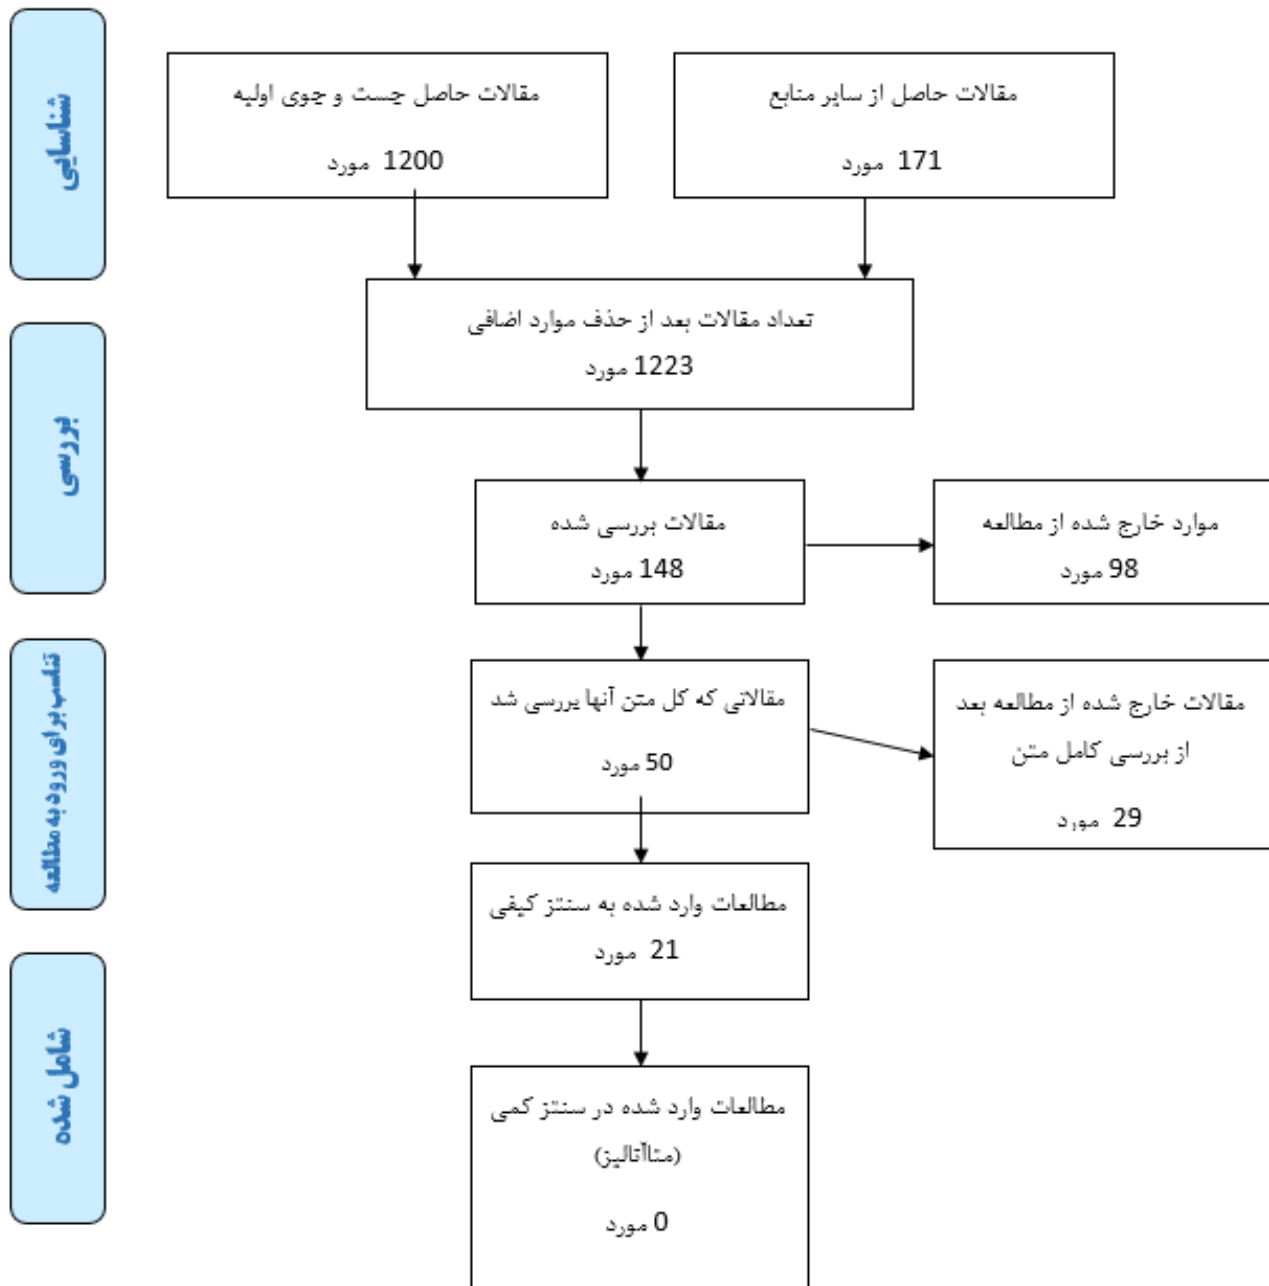 شناسایی
مقالات حاصل از سایر منابع
171 مورد
مقالات حاصل جست و جوی اولیه
1200 مورد
بررسی
تعداد مقالات بعد از حذف موارد اضافی
1223 مورد
مقالات بررسی شده
148 مورد
موارد خارج شده از مطالعه
98 مورد
تناسب برای ورود به مطالعه
مقالاتی که کل متن آنها یررسی شد
50 مورد
مقالات خارج شده از مطالعه بعد
از بررسی کامل متن
29 مورد
مطالعات وارد شده به سنتز کیفی
21 مورد
شامل شده
مطالعات وارد شده در سنتز کمی
(متاآتالیز)
0 مورد